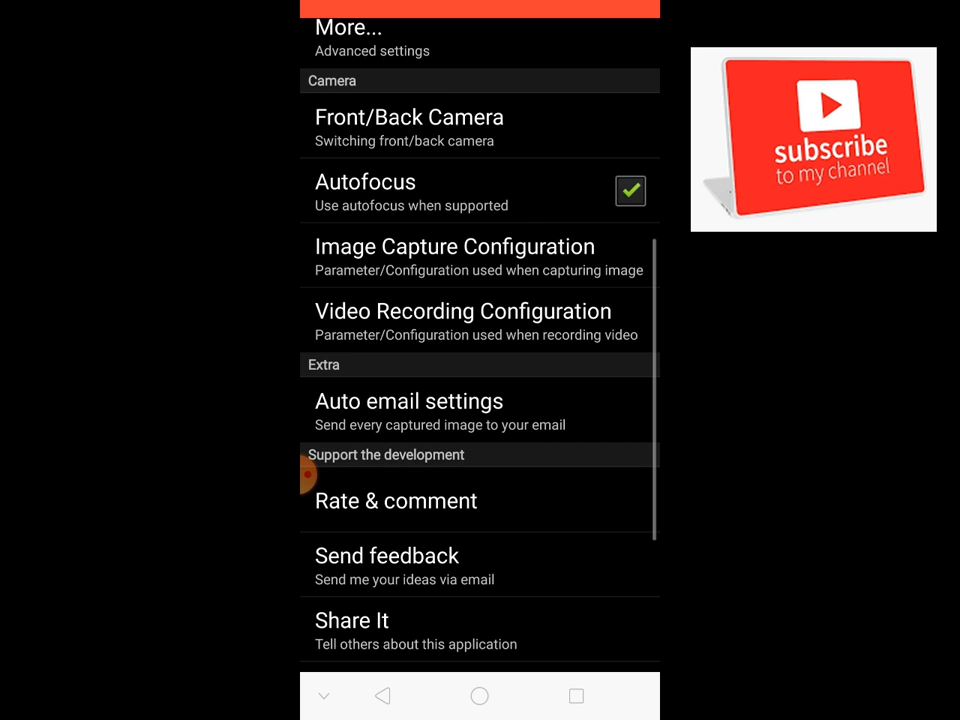 More...
Advanced settings
Camera
Front/Back Camera
Switching front/back camera
Autofocus
Use autofocus when supported
Image Capture Configuration
Parameter/Configuration used when capturing image
Video Recording Configuration
Parameter/Configuration used when recording video
Extra
Auto email settings
Send every captured image to your email
Support the development
Rate & comment
Send feedback
Send me your ideas via email
Share It
Tell others about this application
subscribe
to my channel